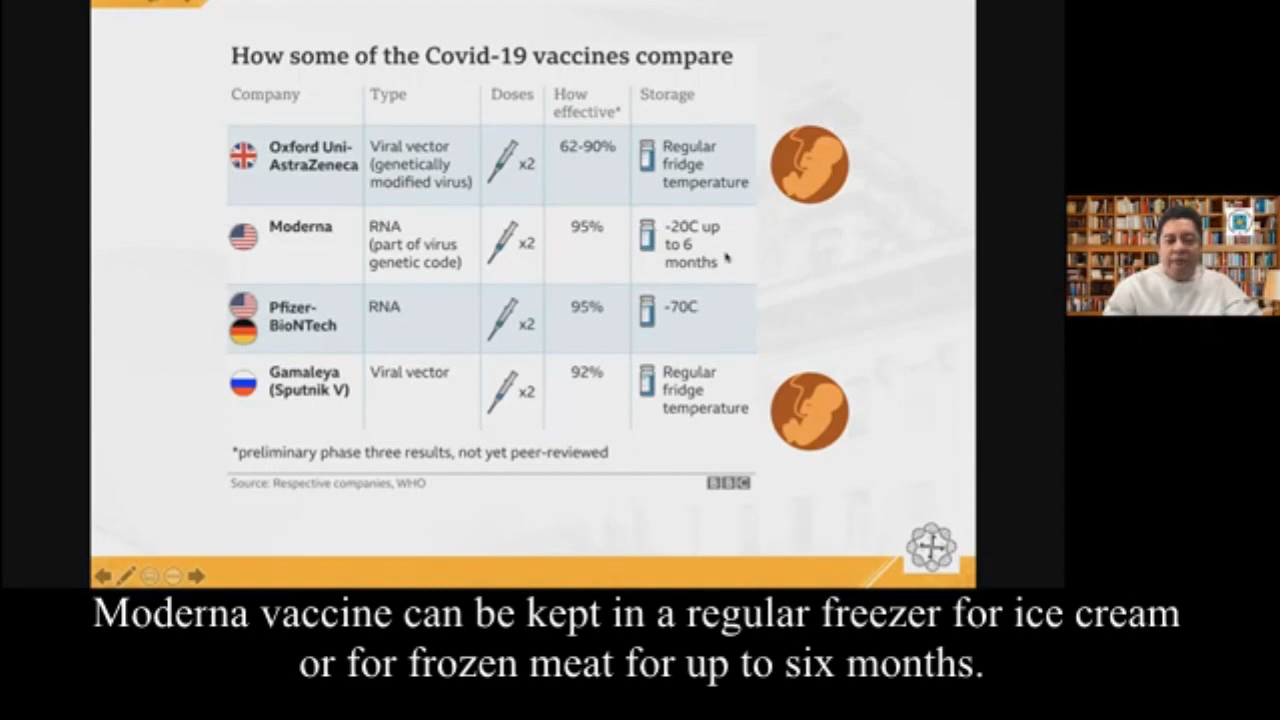 How some of the Covid-19 vaccines compare
Company Type Doses How effective* Storage
Oxford Uni-
AstraZeneca
Viral vector
(genetically
modified virus)
x2
62-90%
Regular
fridge
temperature
Moderna
RNA
(part of virus
genetic code)
x2
95%
-20C up
to 6
months
Pfizer-
BioNTech
RNA
x2
95%
-70C
Gamaleya
(Sputnik V)
Viral vector
x2
92%
Regular
fridge
temperature
*preliminary phase three results, not yet peer-reviewed
Source: Respective companies, WHO
BBC
Moderna vaccine can be kept in a regular freezer for ice cream
or for frozen meat for up to six months.